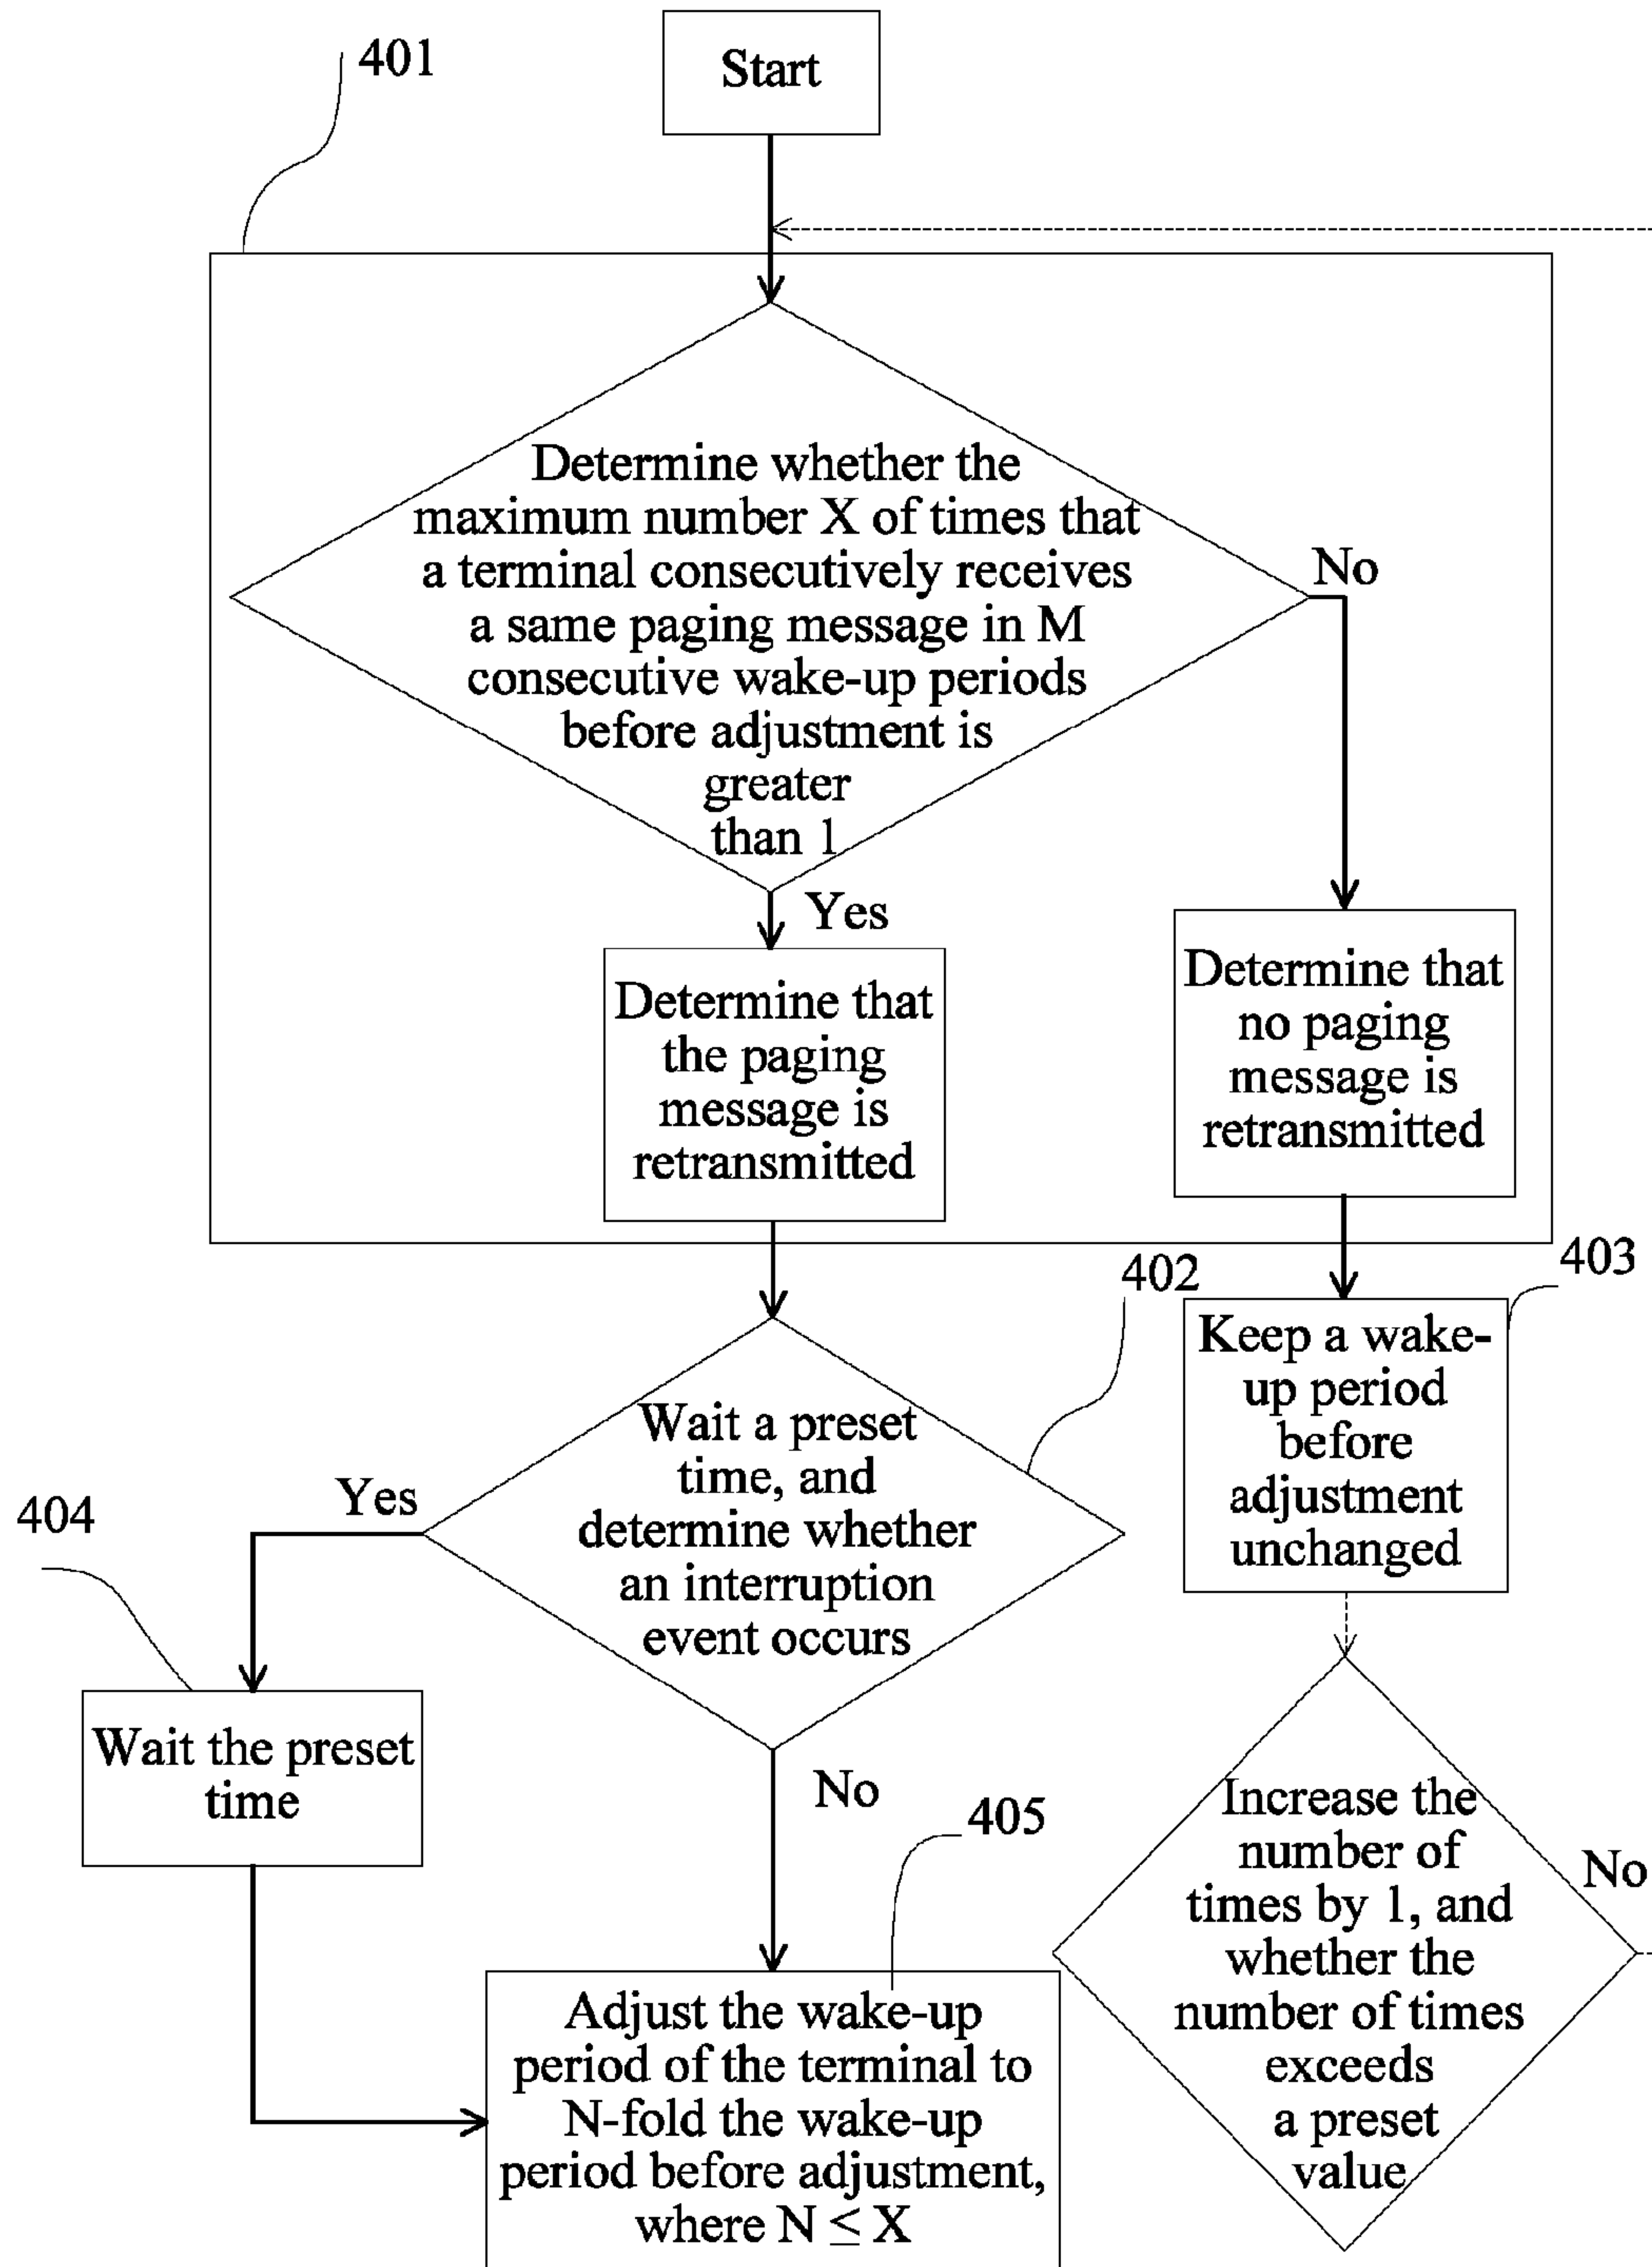 Start
401
Determine whether the
maximum number X of times that
a terminal consecutively receives
a same paging message in M
consecutive wake-up periods
before adjustment is
greater
than 1
No
Yes
Determine that
the paging
message is
retransmitted
Determine that
no paging
message is
retransmitted
402
403
Wait a preset
time, and
determine whether
an interruption
event occurs
Keep a wake-
up period
before
adjustment
unchanged
Yes
404
Wait the preset
time
No
405
Adjust the wake-up
period of the terminal to
N-fold the wake-up
period before adjustment,
where N ≤ X
Increase the
number of
times by 1, and
whether the
number of times
exceeds
a preset
value
No